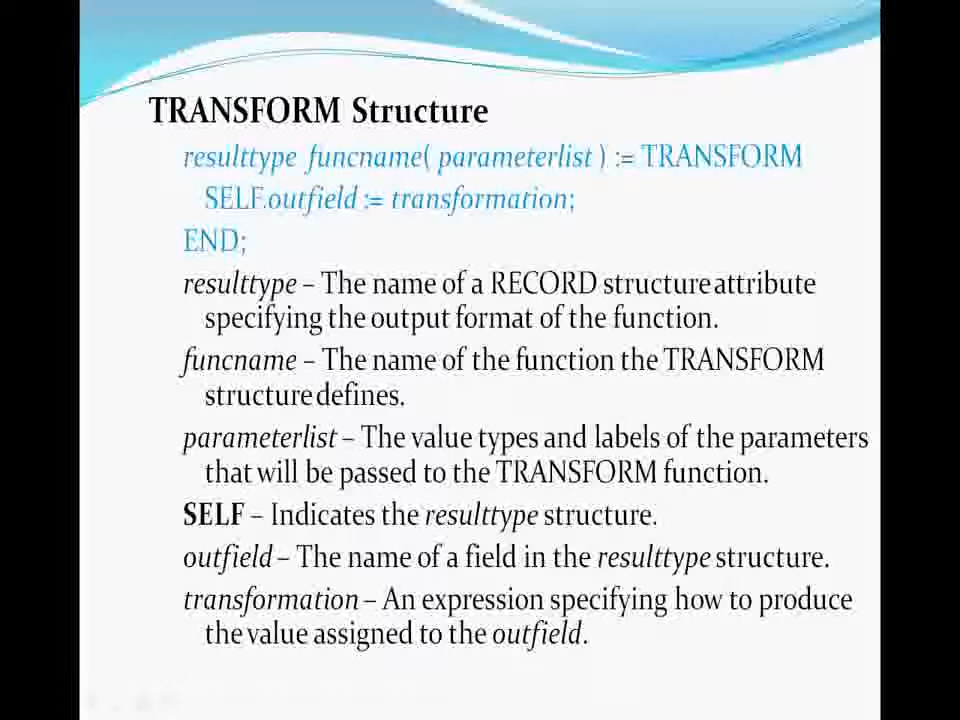 TRANSFORM Structure
resulttype funcname( parameterlist ) := TRANSFORM
SELF.outfield := transformation;
END;
resulttype – The name of a RECORD structure attribute
specifying the output format of the function.
funcname – The name of the function the TRANSFORM
structure defines.
parameterlist – The value types and labels of the parameters
that will be passed to the TRANSFORM function.
SELF – Indicates the resulttype structure.
outfield – The name of a field in the resulttype structure.
transformation – An expression specifying how to produce
the value assigned to the outfield.